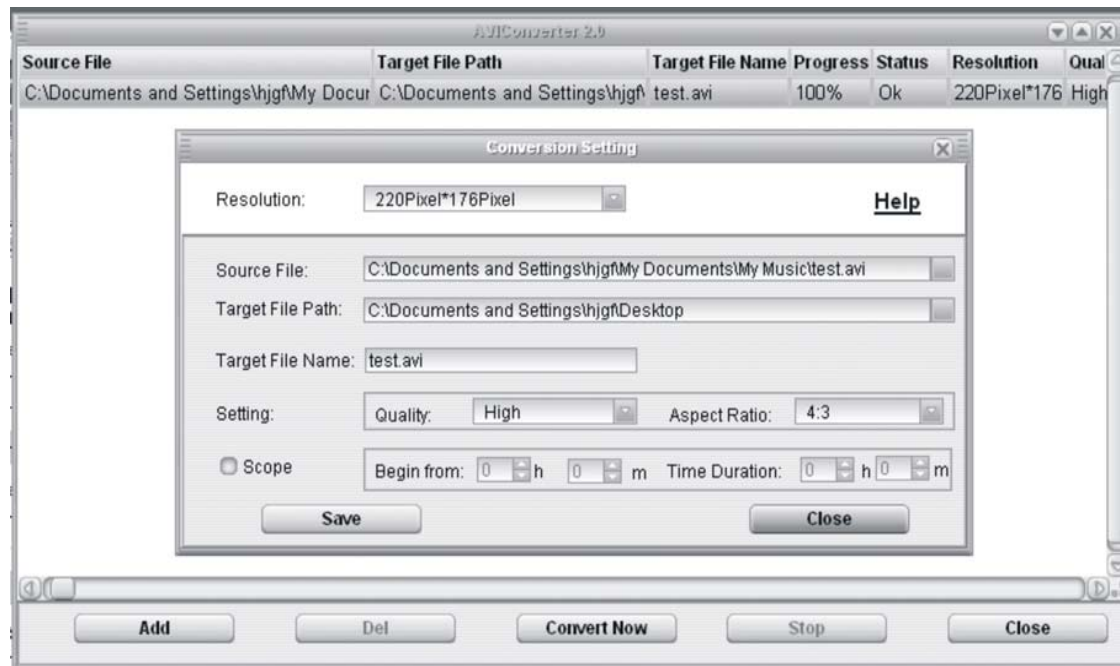 AVIConverter 2.0
Source File Target File Path Target File Name Progress Status Resolution Qual
C:\Documents and Settings\hjgf\My Docur C:\Documents and Settings\hjgf\ test.avi 100% Ok 220Pixel*176 High
Conversion Setting
Resolution: 220Pixel*176Pixel Help
Source File: C:\Documents and Settings\hjgf\My Documents\My Music\test.avi
Target File Path: C:\Documents and Settings\hjgf\Desktop
Target File Name: test.avi
Setting: Quality: High Aspect Ratio: 4:3
Scope Begin from: 0 h 0 m Time Duration: 0 h 0 m
Save Close
Add Del Convert Now Stop Close